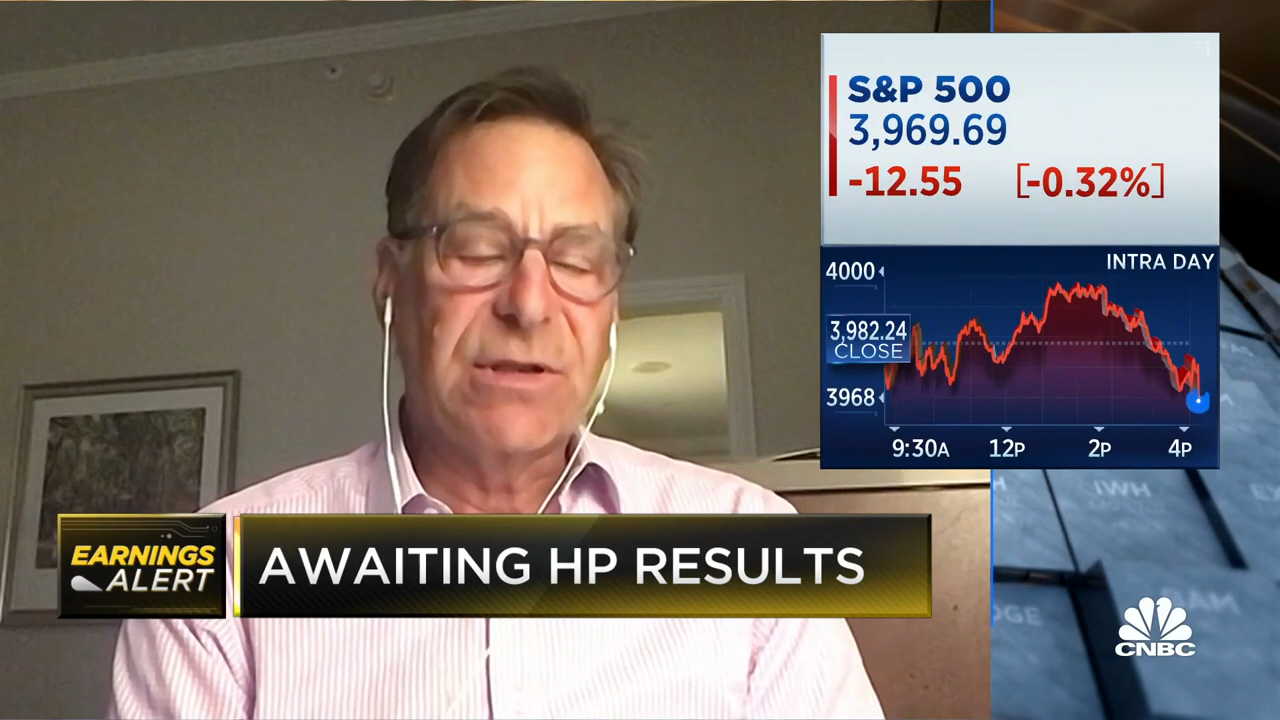 S&P 500
3,969.69
-12.55 [-0.32%]
INTRA DAY
4000
3,982.24
CLOSE
3968
9:30A 12P 2P 4P
IWH
EARNINGS
ALERT
AWAITING HP RESULTS
CNBC